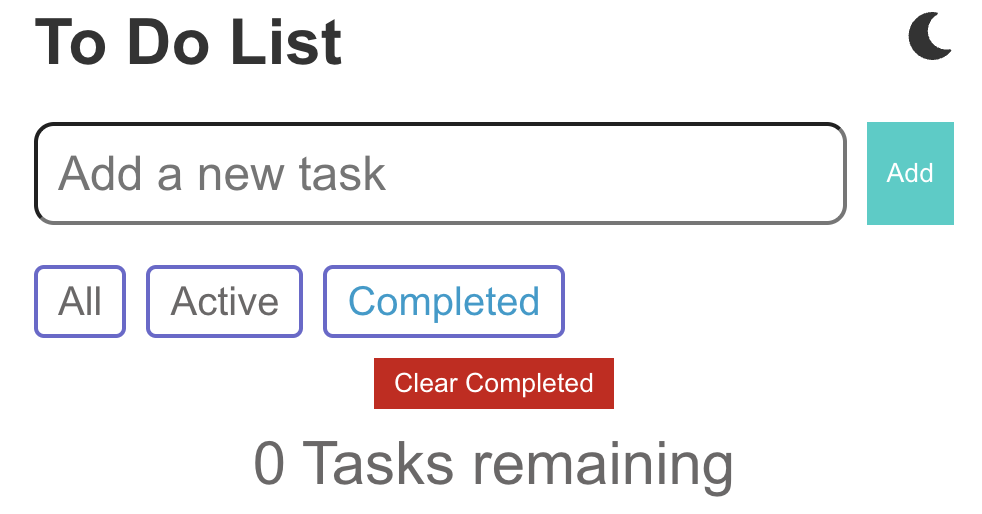 To Do List
Add a new task
Add
All
Active
Completed
Clear Completed
0 Tasks remaining